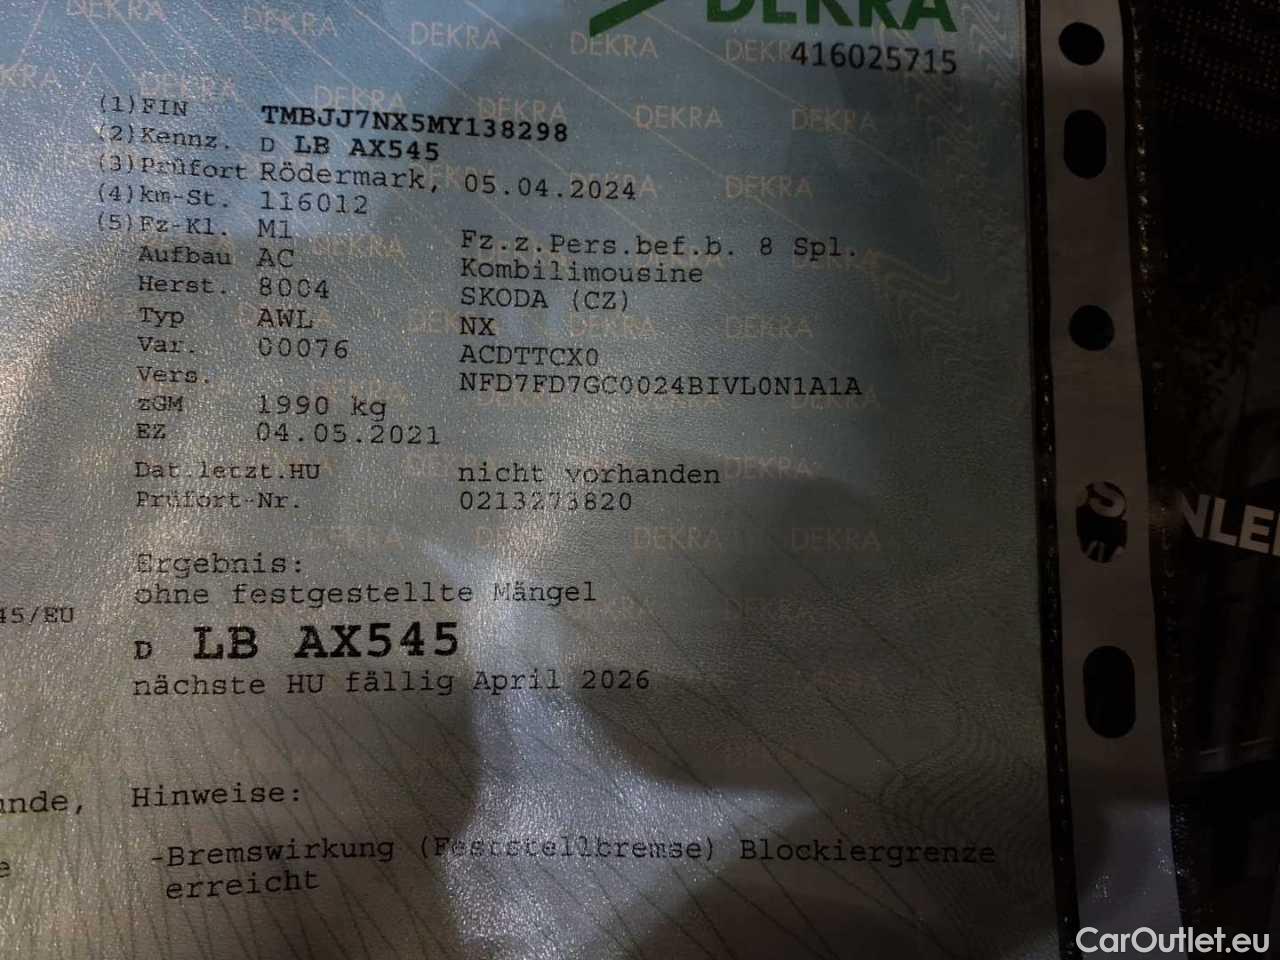 DEKRA
416025715
(1) FIN TMBJJ7NX5MY138298
(2) Kennz. D LB AX545
(3) Prüfort Rödermark, 05.04.2024
(4) km-St. 116012
(5) Fz-Kl. M1 Fz.z.Pers.bef.b. 8 Spl.
Aufbau AC Kombilimousine
Herst. 8004 SKODA (CZ)
Typ AWL NX
Var. 00076 ACDTTCX0
Vers. NFD7FD7GC0024BIVL0N1A1A
zGM 1990 kg
EZ 04.05.2021
Dat.letzt.HU nicht vorhanden
Prüfort-Nr. 0213273820
Ergebnis:
ohne festgestellte Mängel
45/EU
D LB AX545
nächste HU fällig April 2026
unde, Hinweise:
e -Bremswirkung (Feststellbremse) Blockiergrenze
erreicht
NLE
CarOutlet.eu